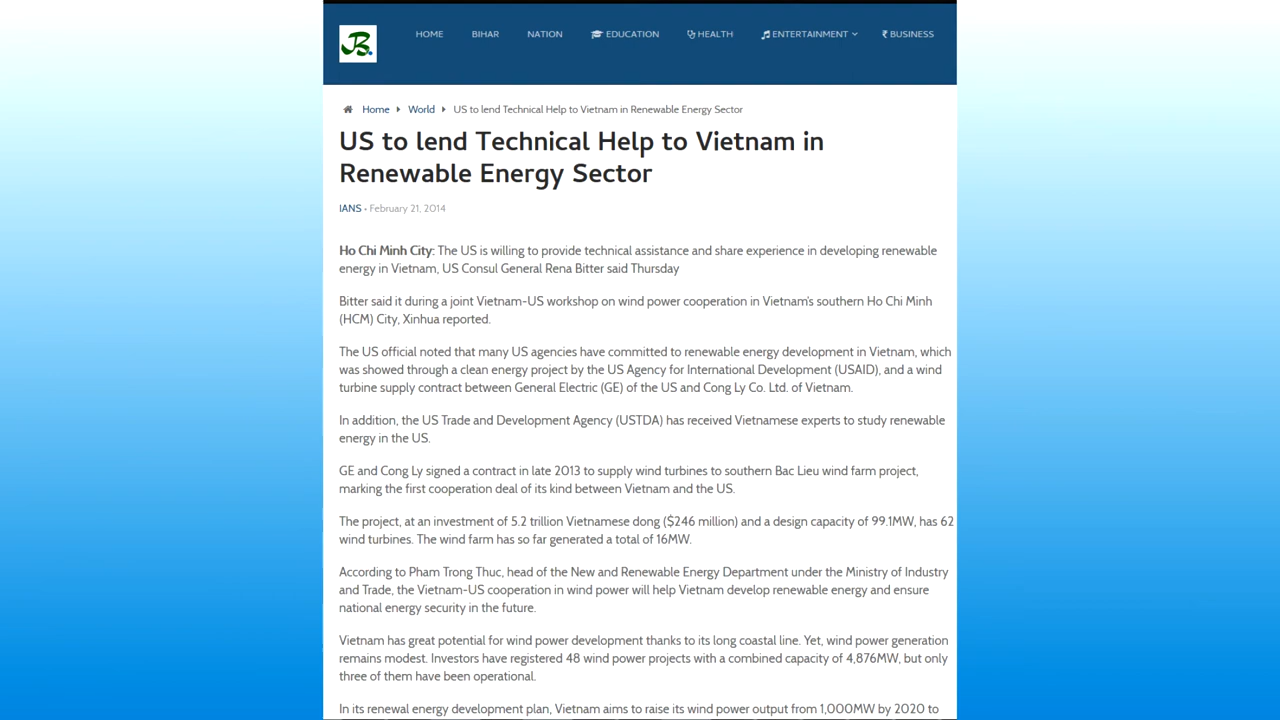 HOME BIHAR NATION EDUCATION HEALTH ENTERTAINMENT BUSINESS
Home World US to lend Technical Help to Vietnam in Renewable Energy Sector
US to lend Technical Help to Vietnam in
Renewable Energy Sector
IANS • February 21, 2014
Ho Chi Minh City: The US is willing to provide technical assistance and share experience in developing renewable
energy in Vietnam, US Consul General Rena Bitter said Thursday
Bitter said it during a joint Vietnam-US workshop on wind power cooperation in Vietnam's southern Ho Chi Minh
(HCM) City, Xinhua reported.
The US official noted that many US agencies have committed to renewable energy development in Vietnam, which
was showed through a clean energy project by the US Agency for International Development (USAID), and a wind
turbine supply contract between General Electric (GE) of the US and Cong Ly Co. Ltd. of Vietnam.
In addition, the US Trade and Development Agency (USTDA) has received Vietnamese experts to study renewable
energy in the US.
GE and Cong Ly signed a contract in late 2013 to supply wind turbines to southern Bac Lieu wind farm project,
marking the first cooperation deal of its kind between Vietnam and the US.
The project, at an investment of 5.2 trillion Vietnamese dong ($246 million) and a design capacity of 99.1MW, has 62
wind turbines. The wind farm has so far generated a total of 16MW.
According to Pham Trong Thuc, head of the New and Renewable Energy Department under the Ministry of Industry
and Trade, the Vietnam-US cooperation in wind power will help Vietnam develop renewable energy and ensure
national energy security in the future.
Vietnam has great potential for wind power development thanks to its long coastal line. Yet, wind power generation
remains modest. Investors have registered 48 wind power projects with a combined capacity of 4,876MW, but only
three of them have been operational.
In its renewal energy development plan, Vietnam aims to raise its wind power output from 1,000MW by 2020 to